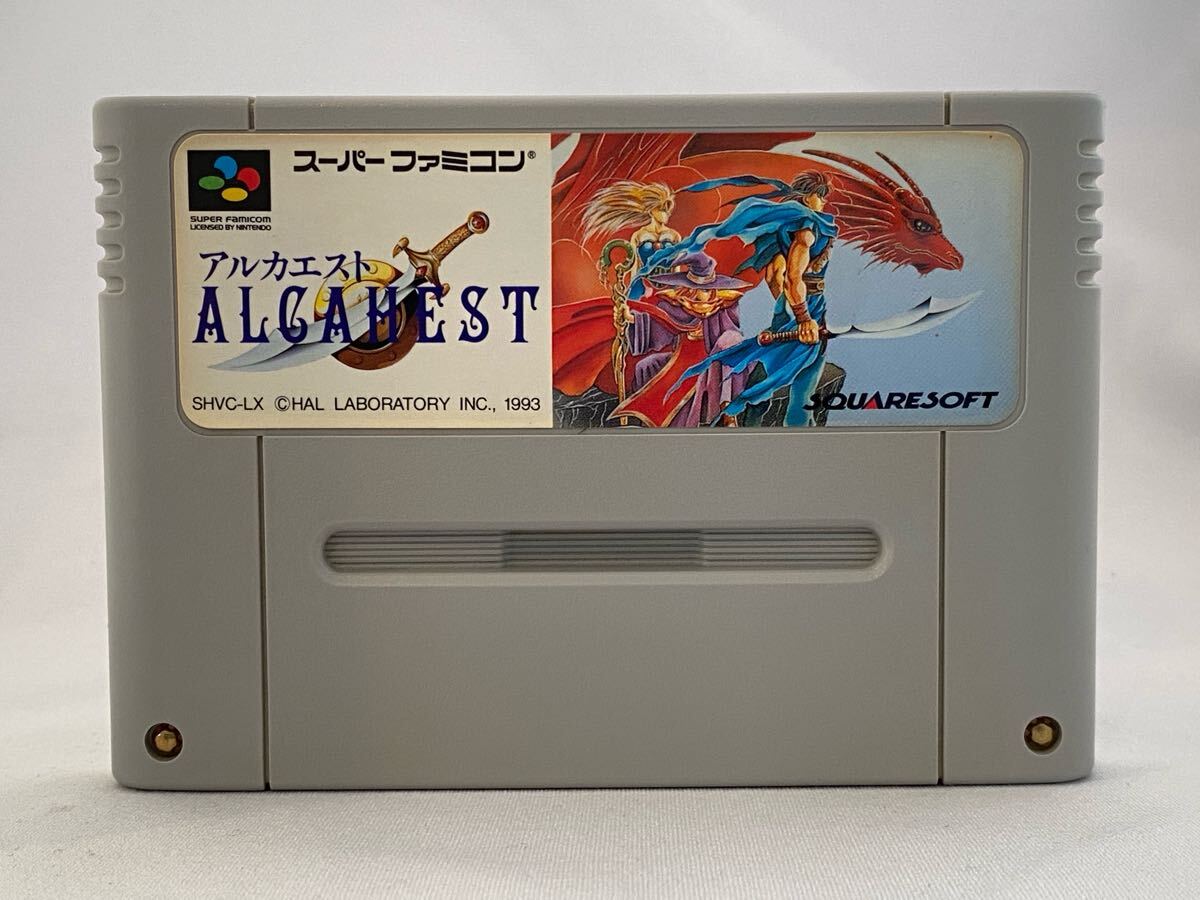 スーパーファミコン®
SUPER FAMICOM
LICENSED BY NINTENDO
アルカエスト
ALCAHEST
SHVC-LX ©HAL LABORATORY INC., 1993
SQUARESOFT